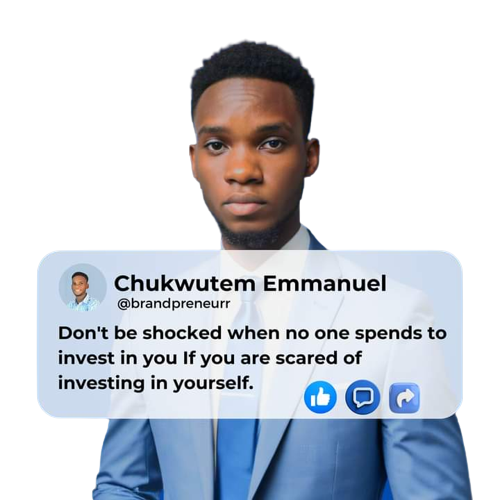 Chukwutem Emmanuel
@brandpreneurr
Don't be shocked when no one spends to
invest in you If you are scared of
investing in yourself.